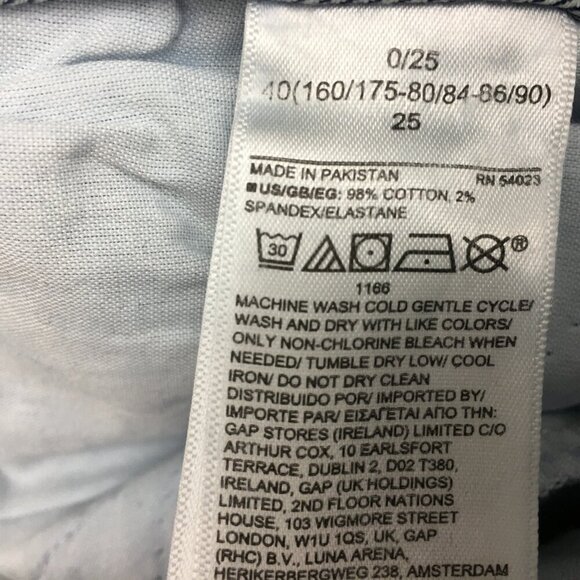 0/25
40(160/175-80/84-86/90)
25
MADE IN PAKISTAN RN 54023
■US/GB/EG: 98% COTTON, 2%
SPANDEX/ELASTANE
30 ®
1166
MACHINE WASH COLD GENTLE CYCLE/
WASH AND DRY WITH LIKE COLORS/
ONLY NON-CHLORINE BLEACH WHEN
NEEDED/ TUMBLE DRY LOW/ COOL
IRON/ DO NOT DRY CLEAN
DISTRIBUIDO POR/ IMPORTED BY/
IMPORTE PAR/ ΕΙΣΑΓΕΤΑΙ ΑΠΟ ΤΗΝ:
GAP STORES (IRELAND) LIMITED C/O
ARTHUR COX, 10 EARLSFORT
TERRACE, DUBLIN 2, D02 T380,
IRELAND, GAP (UK HOLDINGS)
LIMITED, 2ND FLOOR NATIONS
HOUSE, 103 WIGMORE STREET
LONDON, W1U 1QS, UK, GAP
(RHC) B.V., LUNA ARENA,
HERIKERBERGWEG 238, AMSTERDAM